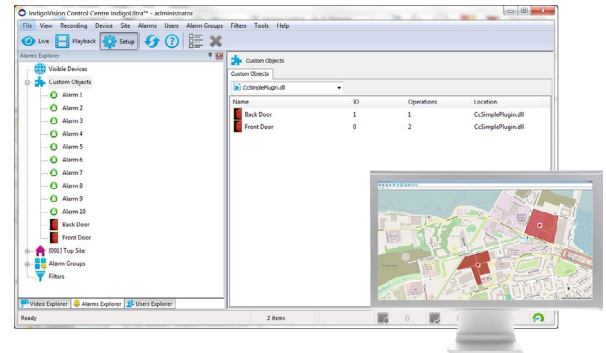 IndigoVision Control Centre IndigoUltra™ - administrator
File View Recording Device Site Alarms Users Alarm Groups Filters Tools Help
Live Playback Setup
Alarms Explorer
Visible Devices
Custom Objects
Alarm 1
Alarm 2
Alarm 3
Alarm 4
Alarm 5
Alarm 6
Alarm 7
Alarm 8
Alarm 9
Alarm 10
Back Door
Front Door
[001] Top Site
Alarm Groups
Filters
Video Explorer Alarms Explorer Users Explorer
Custom Objects
Custom Objects
CcSimplePlugin.dll
Name ID Operations Location
Back Door 1 1 CcSimplePlugin.dll
Front Door 0 2 CcSimplePlugin.dll
Ready 2 items 0